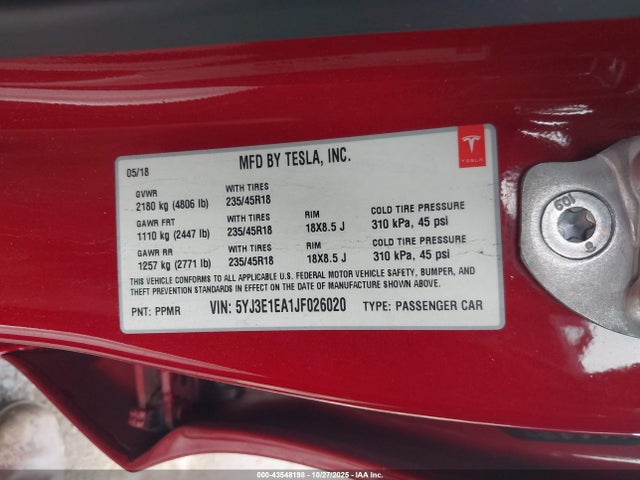 MFD BY TESLA, INC.
TESLA
05/18
GVWR WITH TIRES
2180 kg (4806 lb) 235/45R18
GAWR FRT WITH TIRES RIM COLD TIRE PRESSURE
1110 kg (2447 lb) 235/45R18 18X8.5 J 310 kPa, 45 psi
GAWR RR WITH TIRES RIM COLD TIRE PRESSURE
1257 kg (2771 lb) 235/45R18 18X8.5 J 310 kPa, 45 psi
THIS VEHICLE CONFORMS TO ALL APPLICABLE U.S. FEDERAL MOTOR VEHICLE SAFETY, BUMPER, AND
THEFT PREVENTION STANDARDS IN EFFECT ON THE DATE OF MANUFACTURE SHOWN ABOVE.
PNT: PPMR VIN: 5YJ3E1EA1JF026020 TYPE: PASSENGER CAR
000-43548198 - 10/27/2025 - IAA Inc.